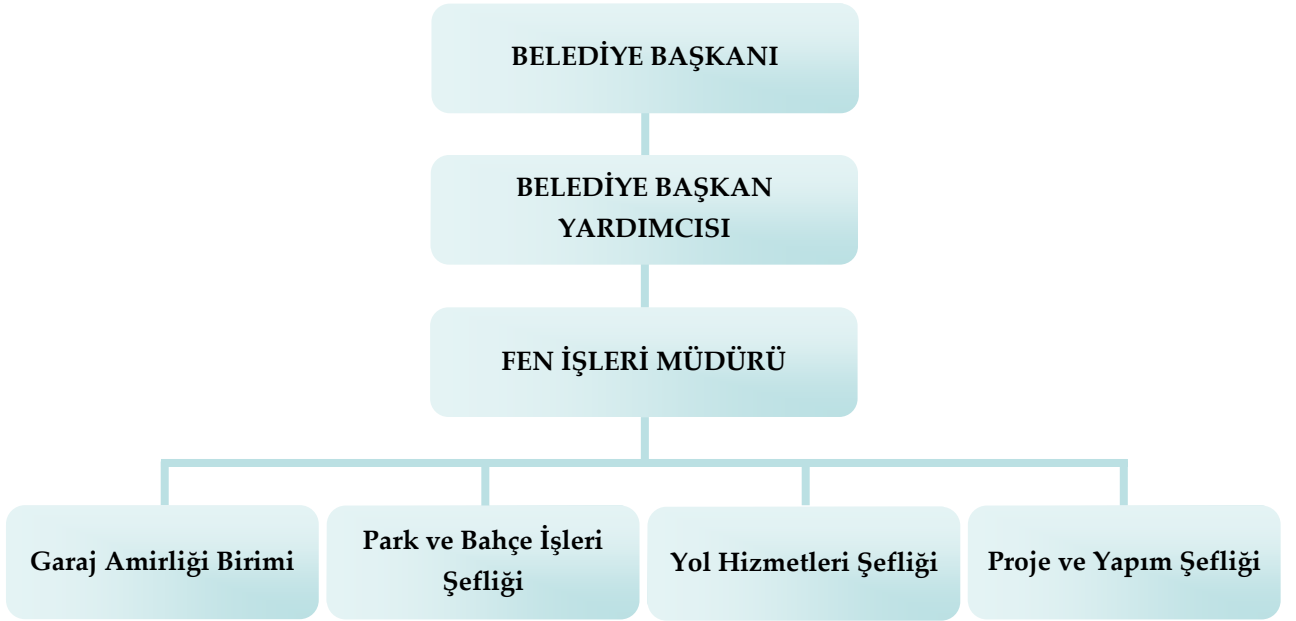 BELEDİYE BAŞKANI
BELEDİYE BAŞKAN
YARDIMCISI
FEN İŞLERİ MÜDÜRÜ
Garaj Amirliği Birimi
Park ve Bahçe İşleri
Şefliği
Yol Hizmetleri Şefliği
Proje ve Yapım Şefliği